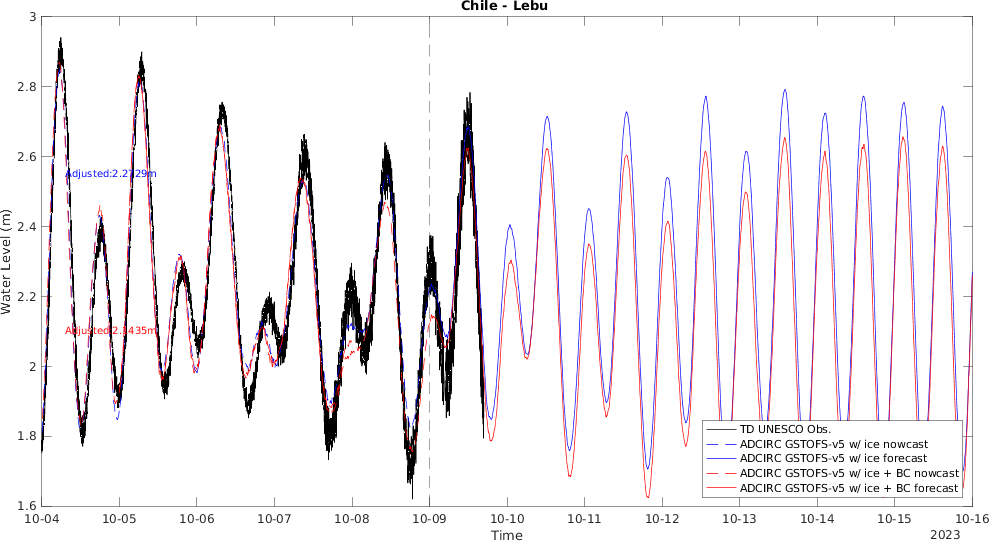 Chile - Lebu
3
2.8
2.6
2.4
2.2
2
1.8
1.6
Water Level (m)
Adjusted:2.2729m
Adjusted:2.1435m
TD UNESCO Obs.
ADCIRC GSTOFS-v5 w/ ice nowcast
ADCIRC GSTOFS-v5 w/ ice forecast
ADCIRC GSTOFS-v5 w/ ice + BC nowcast
ADCIRC GSTOFS-v5 w/ ice + BC forecast
10-04 10-05 10-06 10-07 10-08 10-09 10-10 10-11 10-12 10-13 10-14 10-15 10-16
Time
2023